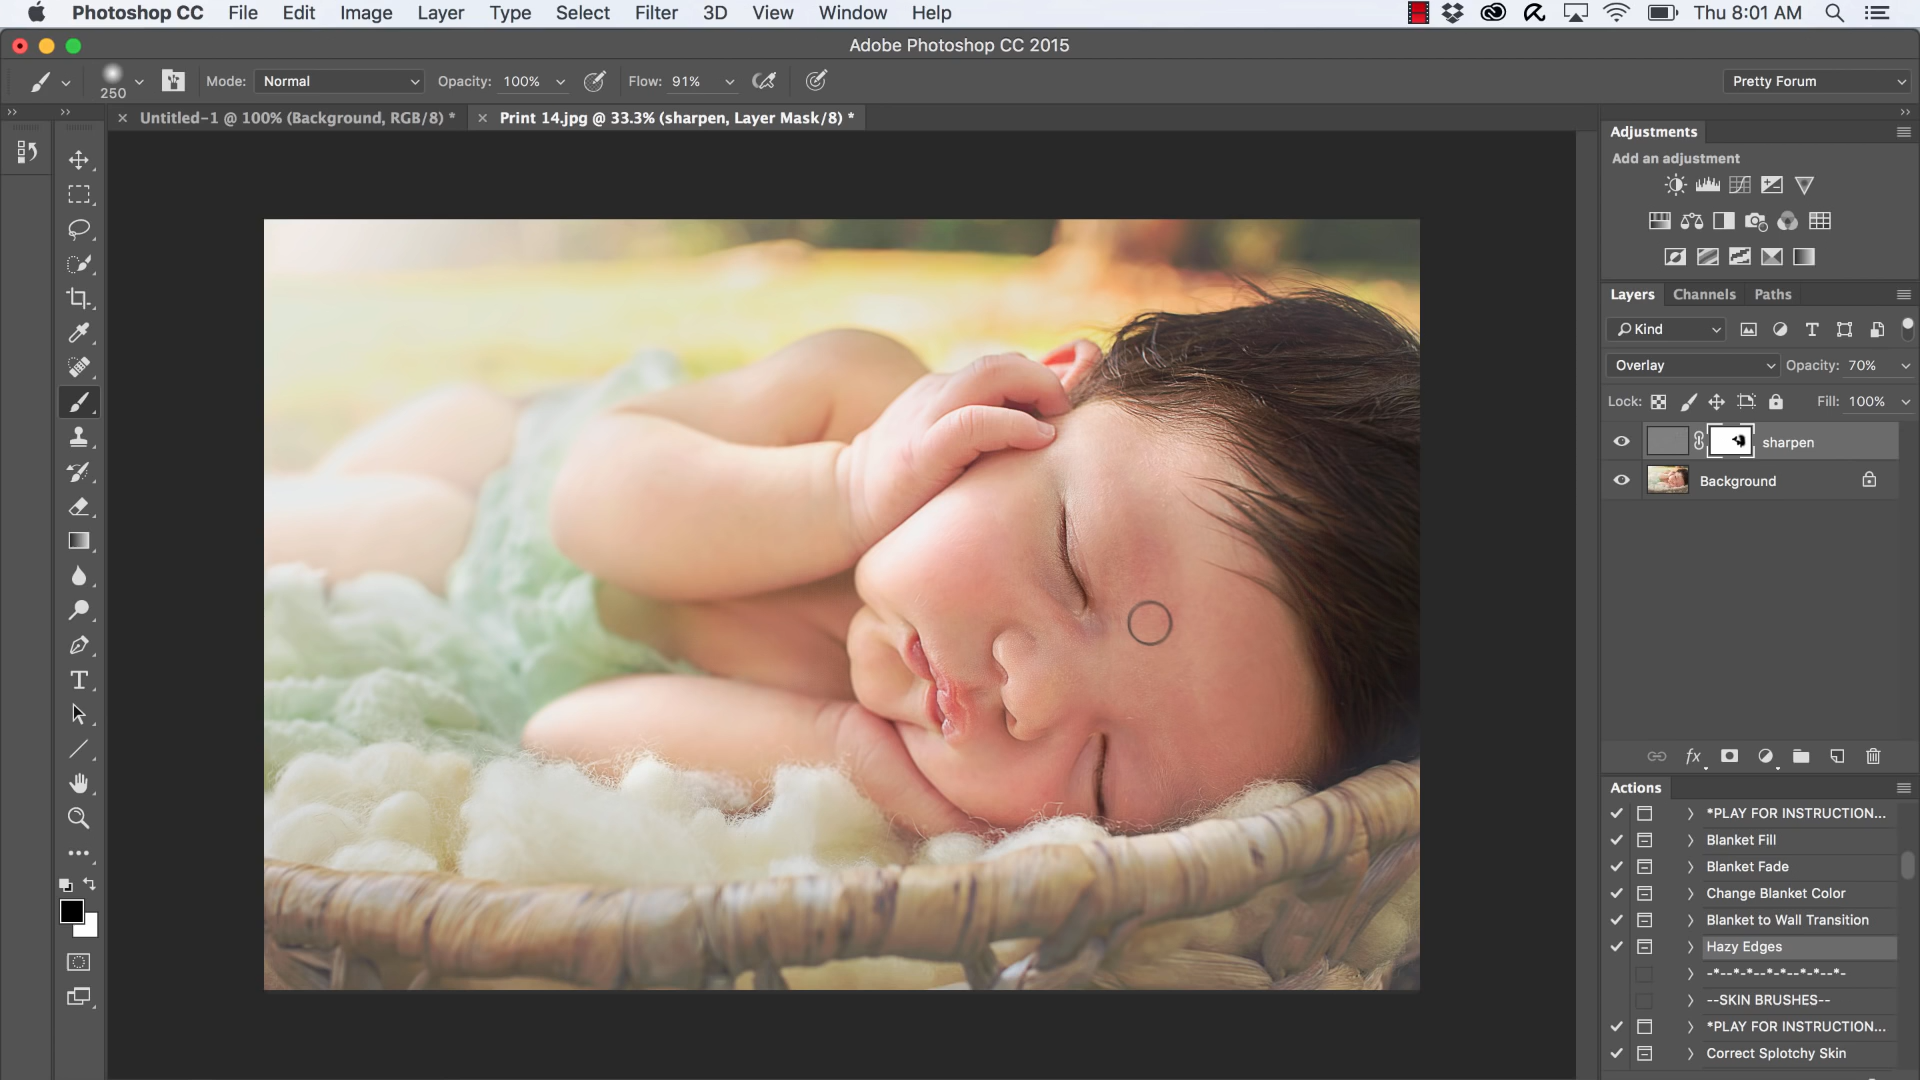 Photoshop CC File Edit Image Layer Type Select Filter 3D View Window Help Thu 8:01 AM
Adobe Photoshop CC 2015
250 Mode: Normal Opacity: 100% Flow: 91% Pretty Forum
Untitled-1 @ 100% (Background, RGB/8) * Print 14.jpg @ 33.3% (sharpen, Layer Mask/8) *
Adjustments
Add an adjustment
Layers Channels Paths
Kind
Overlay Opacity: 70%
Lock: Fill: 100%
sharpen
Background
fx
Actions
*PLAY FOR INSTRUCTION...
Blanket Fill
Blanket Fade
Change Blanket Color
Blanket to Wall Transition
Hazy Edges
-*--*-*--*-*--*-*--*-
--SKIN BRUSHES--
*PLAY FOR INSTRUCTION...
Correct Splotchy Skin